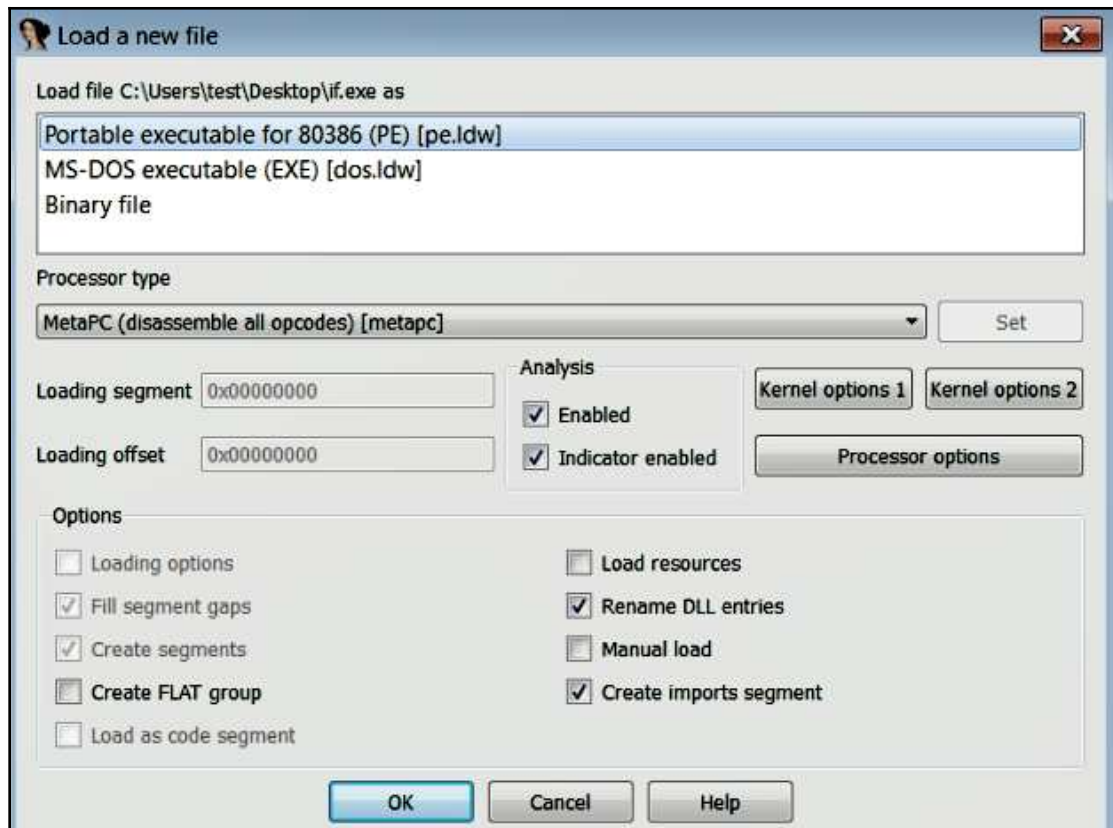 Load a new file
Load file C:\Users\test\Desktop\if.exe as
Portable executable for 80386 (PE) [pe.ldw]
MS-DOS executable (EXE) [dos.ldw]
Binary file
Processor type
MetaPC (disassemble all opcodes) [metapc]
Set
Loading segment 0x00000000
Loading offset 0x00000000
Analysis
Enabled
Indicator enabled
Kernel options 1 Kernel options 2
Processor options
Options
Loading options
Fill segment gaps
Create segments
Create FLAT group
Load as code segment
Load resources
Rename DLL entries
Manual load
Create imports segment
OK Cancel Help